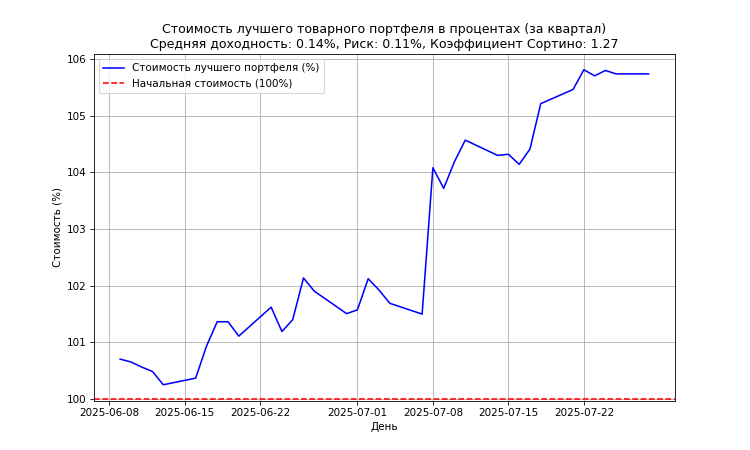 Стоимость лучшего товарного портфеля в процентах (за квартал)
Средняя доходность: 0.14%, Риск: 0.11%, Коэффициент Сортино: 1.27
Стоимость лучшего портфеля (%)
Начальная стоимость (100%)
Стоимость (%)
106
105
104
103
102
101
100
2025-06-08
2025-06-15
2025-06-22
2025-07-01
2025-07-08
2025-07-15
2025-07-22
День